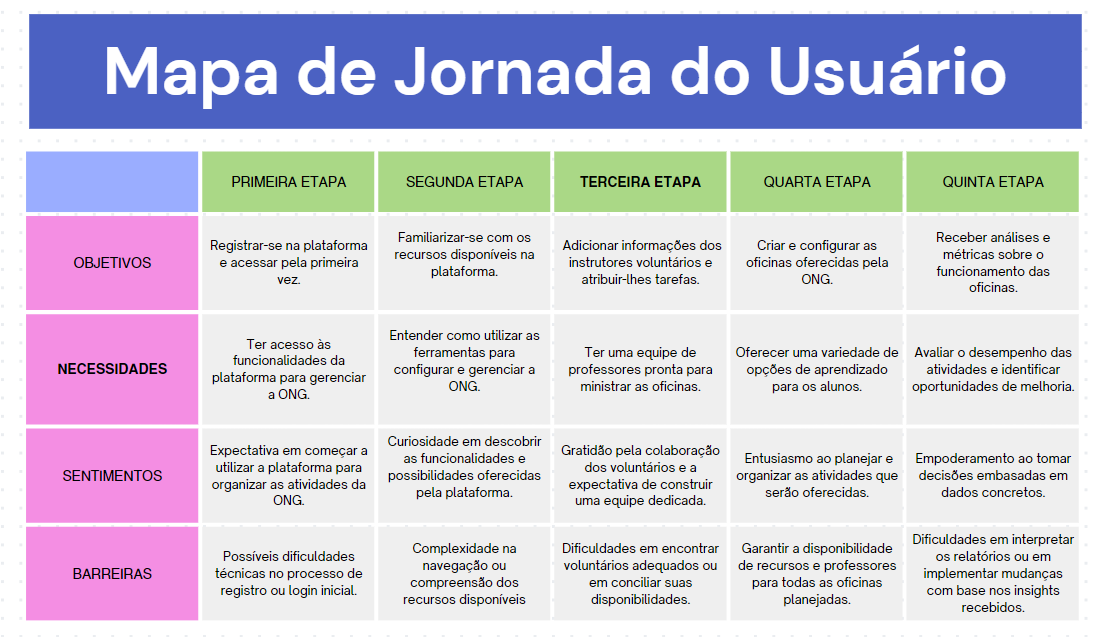 Mapa de Jornada do Usuário
PRIMEIRA ETAPA
SEGUNDA ETAPA
TERCEIRA ETAPA
QUARTA ETAPA
QUINTA ETAPA
OBJETIVOS
Registrar-se na plataforma
e acessar pela primeira
vez.
Familiarizar-se com os
recursos disponíveis na
plataforma.
Adicionar informações dos
instrutores voluntários e
atribuir-lhes tarefas.
Criar e configurar as
oficinas oferecidas pela
ONG.
Receber análises e
métricas sobre o
funcionamento das
oficinas.
NECESSIDADES
Ter acesso às
funcionalidades da
plataforma para gerenciar
a ONG.
Entender como utilizar as
ferramentas para
configurar e gerenciar a
ONG.
Ter uma equipe de
professores pronta para
ministrar as oficinas.
Oferecer uma variedade de
opções de aprendizado
para os alunos.
Avaliar o desempenho das
atividades e identificar
oportunidades de melhoria.
SENTIMENTOS
Expectativa em começar a
utilizar a plataforma para
organizar as atividades da
ONG.
Curiosidade em descobrir
as funcionalidades e
possibilidades oferecidas
pela plataforma.
Gratidão pela colaboração
dos voluntários e a
expectativa de construir
uma equipe dedicada.
Entusiasmo ao planejar e
organizar as atividades que
serão oferecidas.
Empoderamento ao tomar
decisões embasadas em
dados concretos.
BARREIRAS
Possíveis dificuldades
técnicas no processo de
registro ou login inicial.
Complexidade na
navegação ou
compreensão dos
recursos disponíveis
Dificuldades em encontrar
voluntários adequados ou
em conciliar suas
disponibilidades.
Garantir a disponibilidade
de recursos e professores
para todas as oficinas
planejadas.
Dificuldades em interpretar
os relatórios ou em
implementar mudanças
com base nos insights
recebidos.